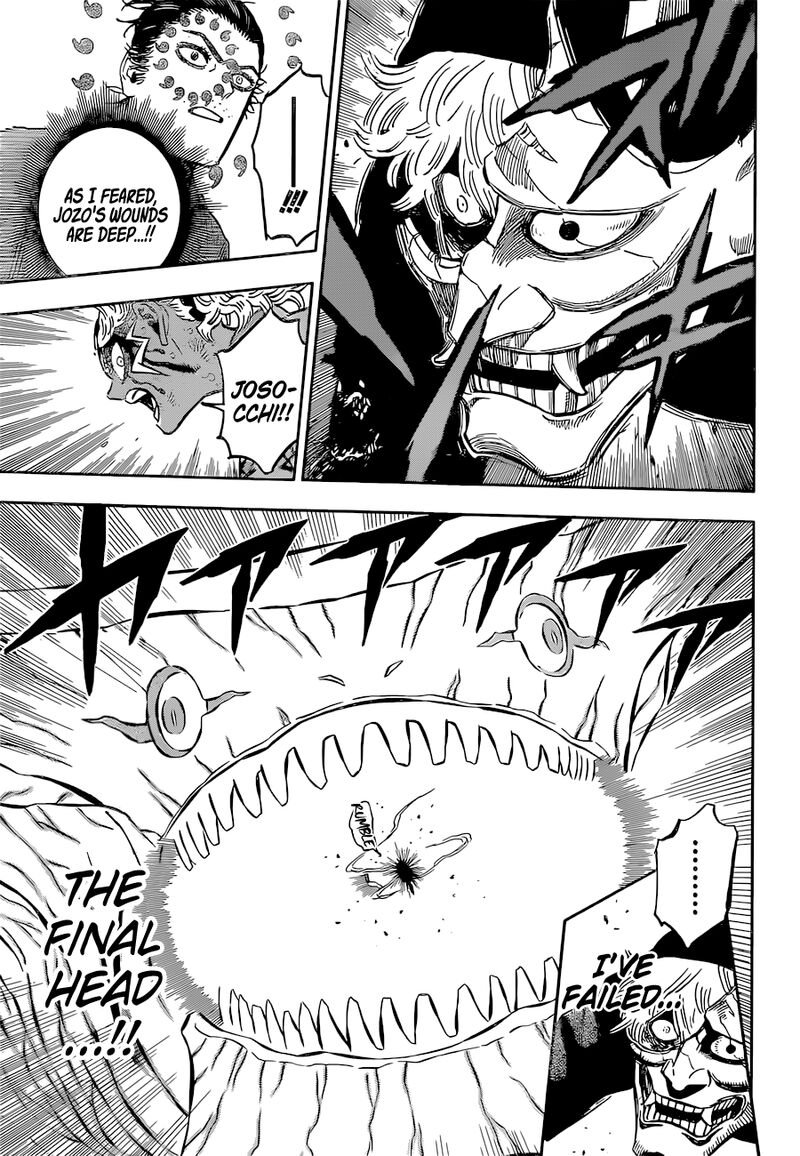 !!!
AS I FEARED,
JOZO'S WOUNDS
ARE DEEP...!!
JOSO-
CCHI!!
RUMBLE
THE
FINAL
HEAD
...!!
........
I'VE
FAILED...